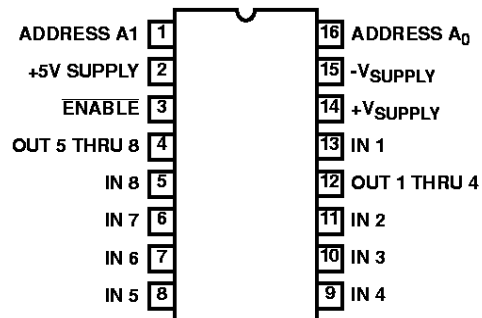 ADDRESS A1 1
+5V SUPPLY 2
ENABLE 3
OUT 5 THRU 8 4
IN 8 5
IN 7 6
IN 6 7
IN 5 8
16 ADDRESS A0
15 -VSUPPLY
14 +VSUPPLY
13 IN 1
12 OUT 1 THRU 4
11 IN 2
10 IN 3
9 IN 4